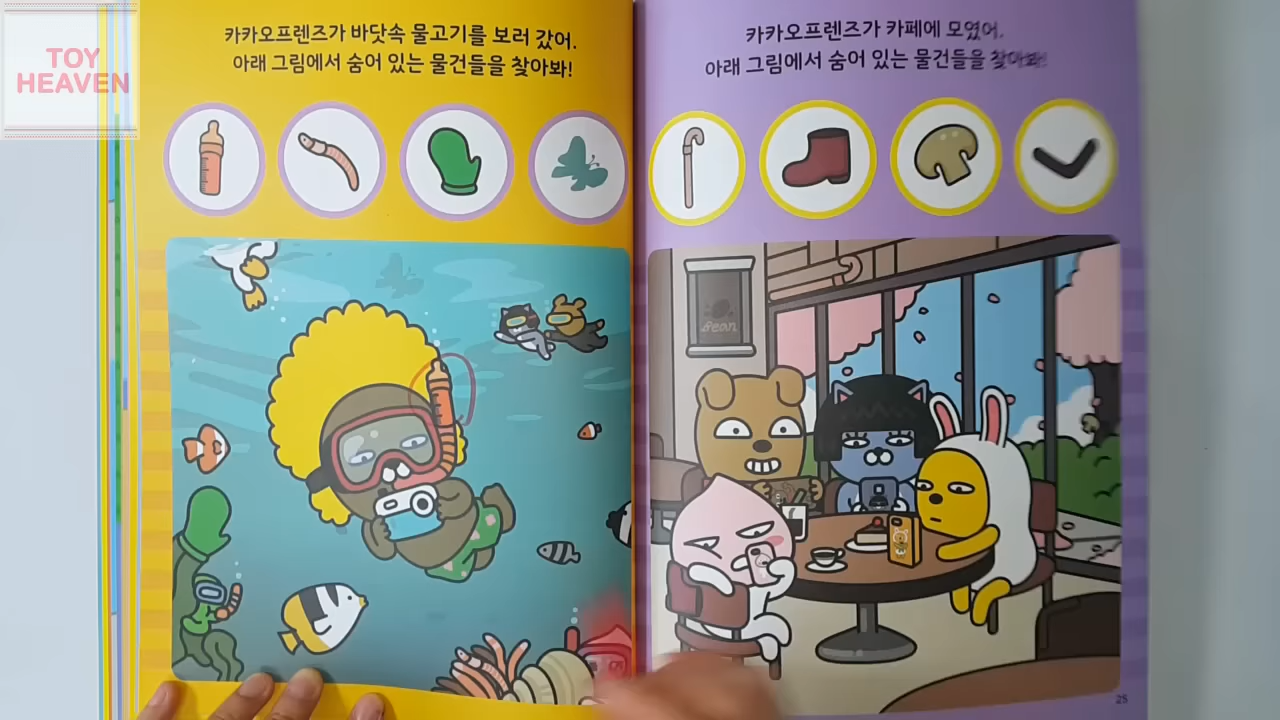 TOY
HEAVEN
카카오프렌즈가 바닷속 물고기를 보러 갔어.
아래 그림에서 숨어 있는 물건들을 찾아봐!
카카오프렌즈가 카페에 모였어.
아래 그림에서 숨어 있는 물건들을 찾아봐!
Bean
25